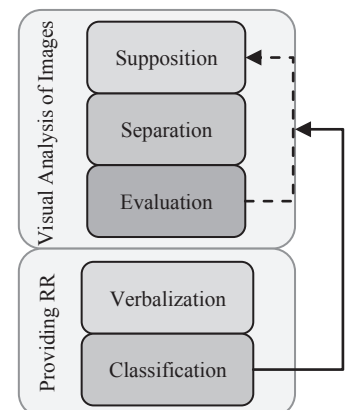 Visual Analysis of Images
Supposition
Separation
Evaluation
Providing RR
Verbalization
Classification